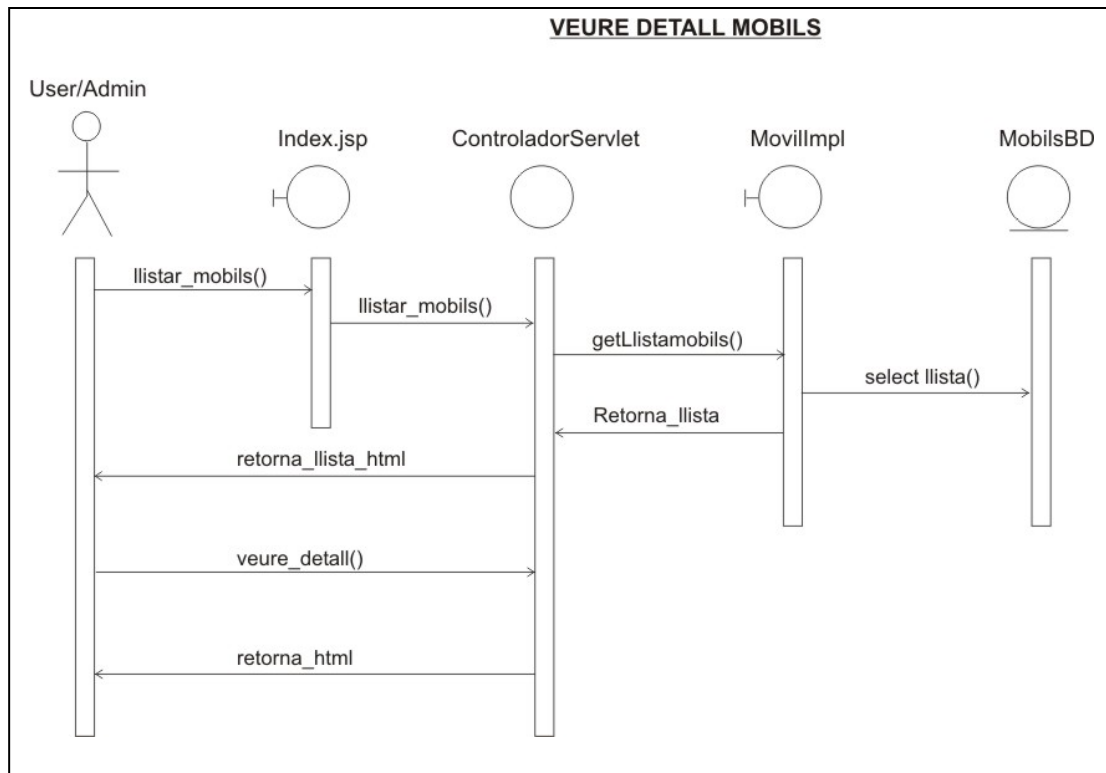 VEURE DETALL MOBILS
User/Admin
Index.jsp
ControladorServlet
MovilImpl
MobilsBD
llistar_mobils()
llistar_mobils()
getLlistamobils()
select llista()
Retorna_llista
retorna_llista_html
veure_detall()
retorna_html